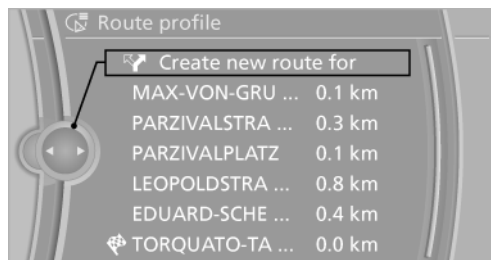 Route profile
Create new route for
MAX-VON-GRU ... 0.1 km
PARZIVALSTRA ... 0.3 km
PARZIVALPLATZ 0.1 km
LEOPOLDSTRA ... 0.8 km
EDUARD-SCHE ... 0.4 km
TORQUATO-TA ... 0.0 km